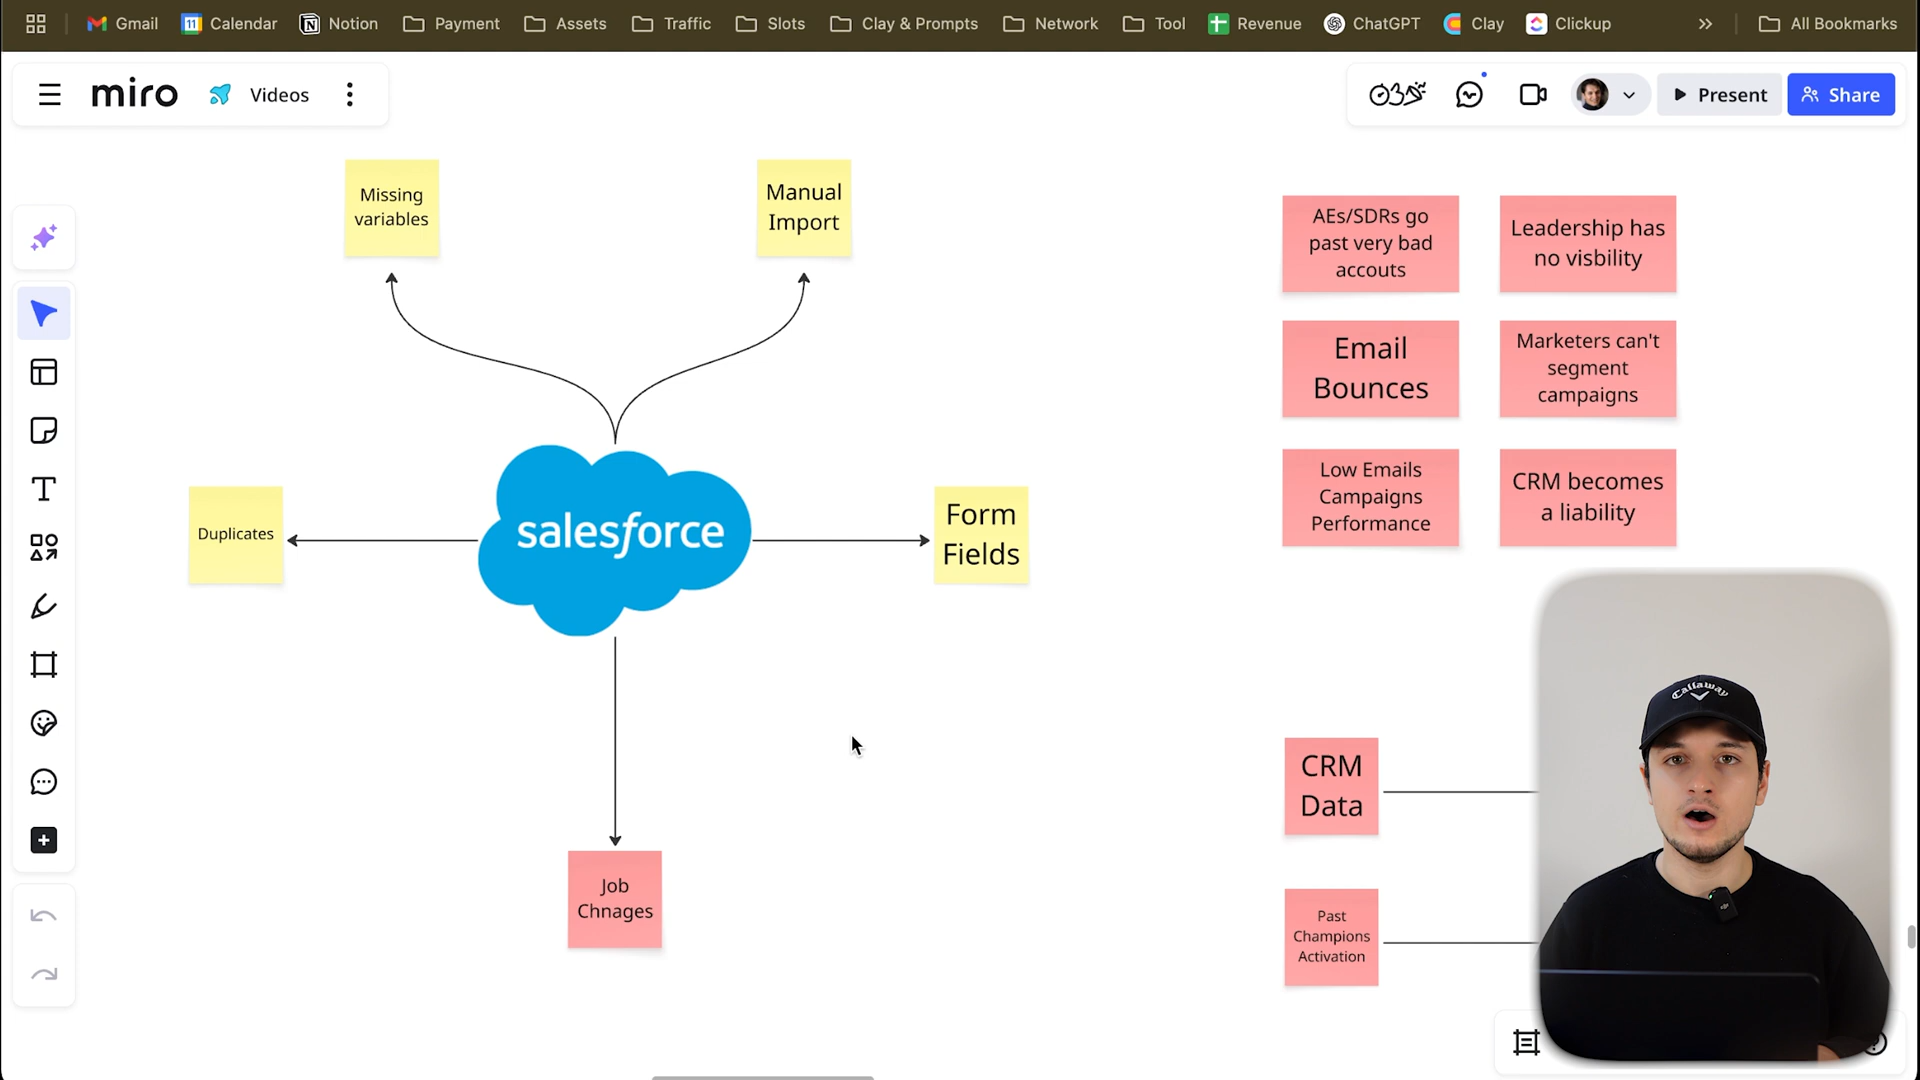 Gmail
Calendar
Notion
Payment
Assets
Traffic
Slots
Clay & Prompts
Network
Tool
Revenue
ChatGPT
Clay
Clickup
All Bookmarks
miro
Videos
Present
Share
Missing
variables
Manual
Import
AEs/SDRs go
past very bad
accouts
Leadership has
no visbility
Email
Bounces
Marketers can't
segment
campaigns
Low Emails
Campaigns
Performance
CRM becomes
a liability
Duplicates
salesforce
Form
Fields
Job
Chnages
CRM
Data
Past
Champions
Activation
Callaway